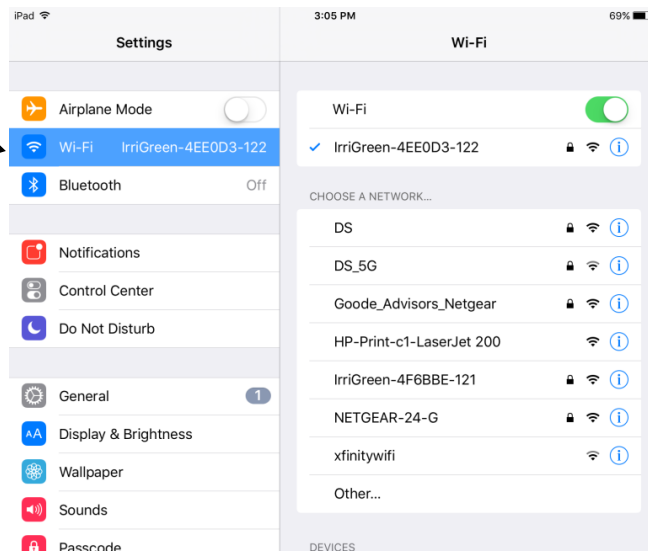 iPad 3:05 PM 69%
Settings
Wi-Fi
Airplane Mode
Wi-Fi IrriGreen-4EE0D3-122
Bluetooth Off
Notifications
Control Center
Do Not Disturb
General 1
AA Display & Brightness
Wallpaper
Sounds
Passcode
Wi-Fi
IrriGreen-4EE0D3-122
CHOOSE A NETWORK...
DS
DS_5G
Goode_Advisors_Netgear
HP-Print-c1-LaserJet 200
IrriGreen-4F6BBE-121
NETGEAR-24-G
xfinitywifi
Other...
DEVICES